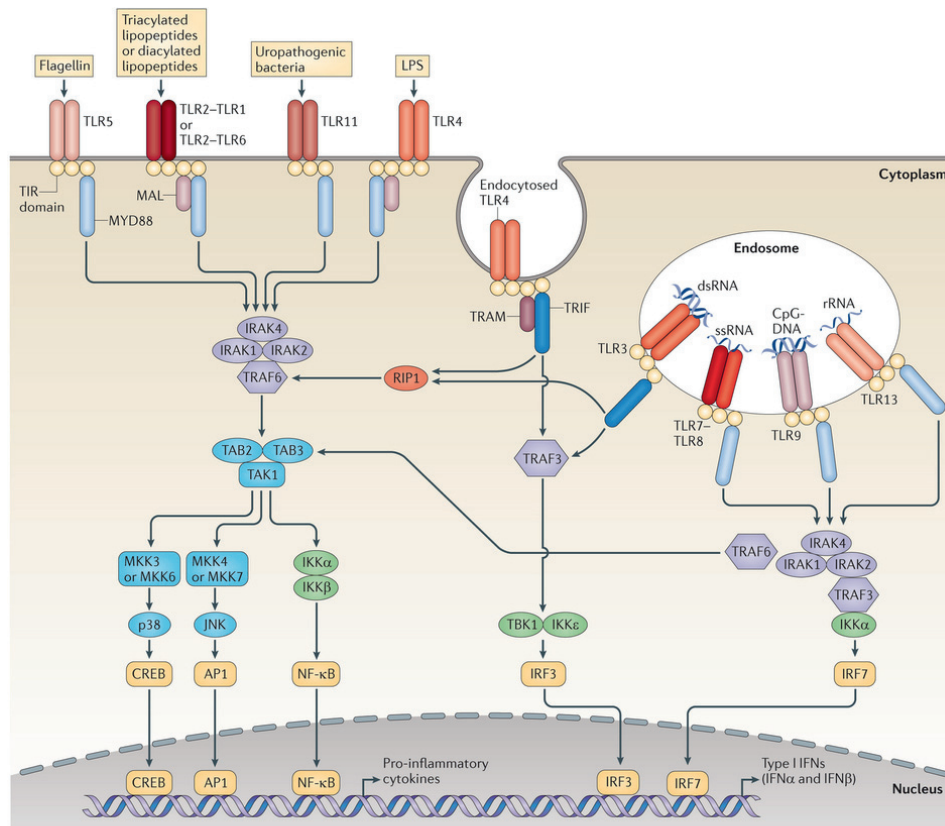 Flagellin
Triacylated
lipopeptides
or diacylated
lipopeptides
Uropathogenic
bacteria
LPS
TLR5
TLR2–TLR1
or
TLR2–TLR6
TLR11
TLR4
TIR
domain
MYD88
MAL
Cytoplasm
Endocytosed
TLR4
TRAM
TRIF
Endosome
dsRNA
ssRNA
CpG-
DNA
rRNA
TLR3
TLR7–
TLR8
TLR9
TLR13
IRAK4
IRAK1
IRAK2
TRAF6
RIP1
TRAF3
TAB2
TAB3
TAK1
TRAF6
IRAK4
IRAK1
IRAK2
TRAF3
IKKα
MKK3
or MKK6
MKK4
or MKK7
IKKα
IKKβ
p38
JNK
TBK1
IKKε
CREB
AP1
NF-κB
IRF3
IRF7
Pro-inflammatory
cytokines
Type I IFNs
(IFNα and IFNβ)
CREB
AP1
NF-κB
IRF3
IRF7
Nucleus